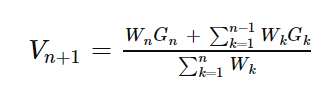 $V_{n+1} = \frac{W_n G_n + \sum_{k=1}^{n-1} W_k G_k}{\sum_{k=1}^{n} W_k}$